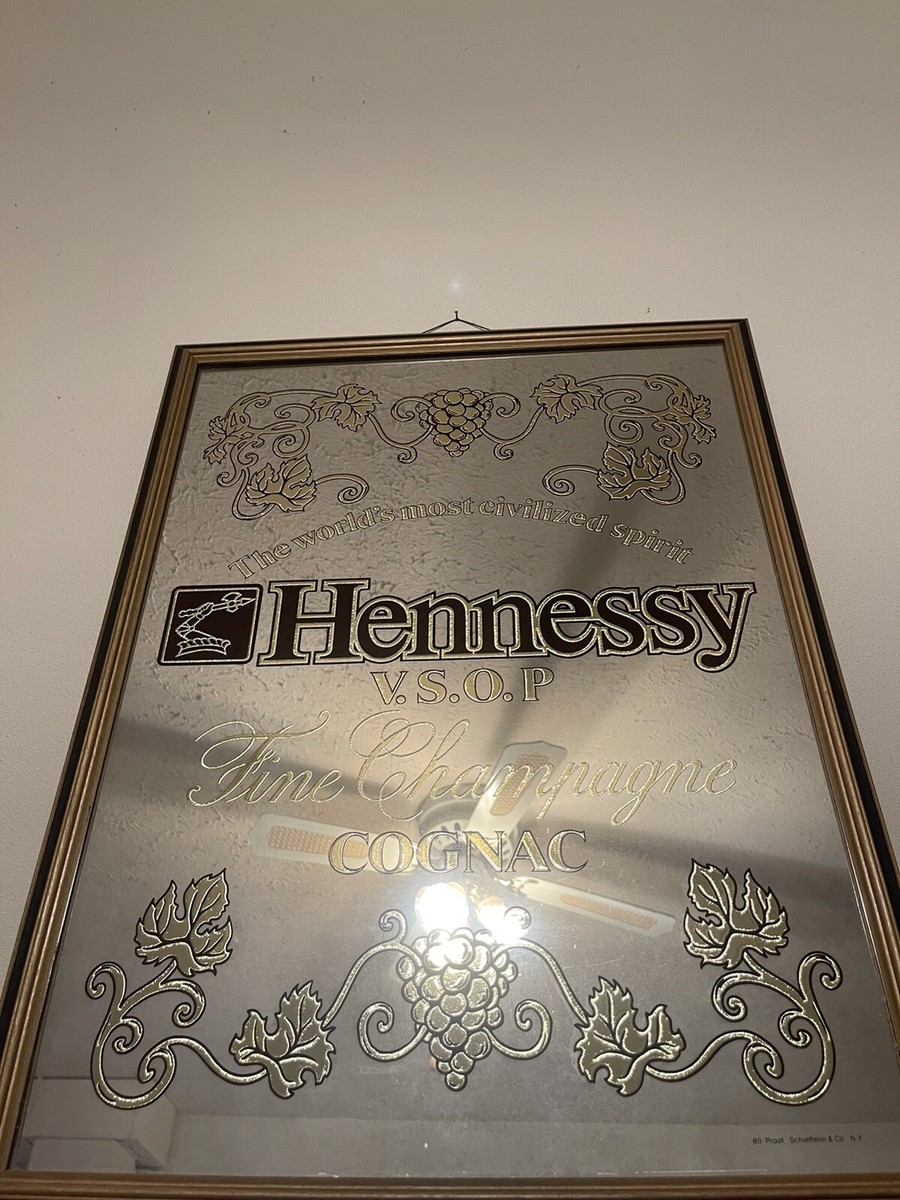 The world's most civilized spirit
Hennessy
V.S.O.P
Fine Champagne
COGNAC
80 Proof Schieffelin & Co. N.Y.